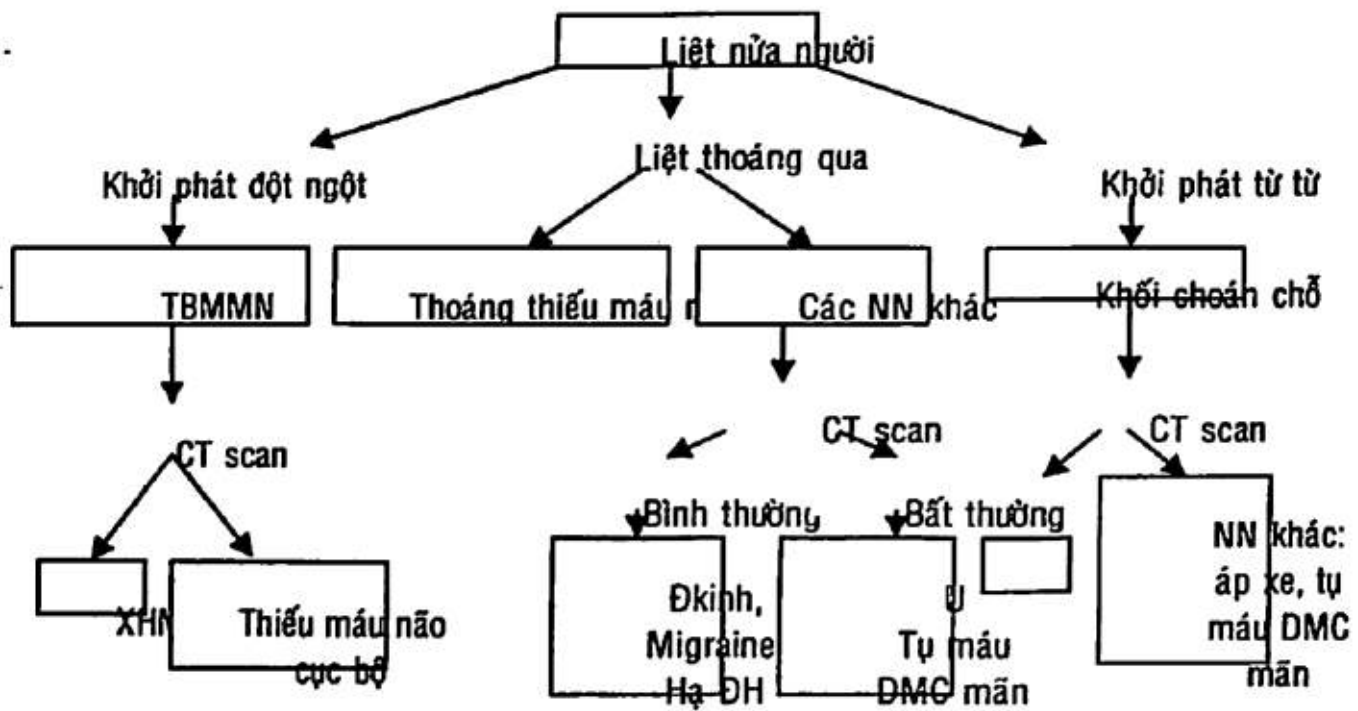 Liệt nửa người
Khởi phát đột ngột
Liệt thoáng qua
Khởi phát từ từ
TBMMN
Thoáng thiếu máu
Các NN khác
Khối choán chỗ
CT scan
CT scan
CT scan
Bình thường
Bất thường
XHN
Thiếu máu não
cục bộ
Đkinh,
Migraine
Hạ ĐH
U
Tụ máu
DMC mãn
NN khác:
áp xe, tụ
máu DMC
mãn